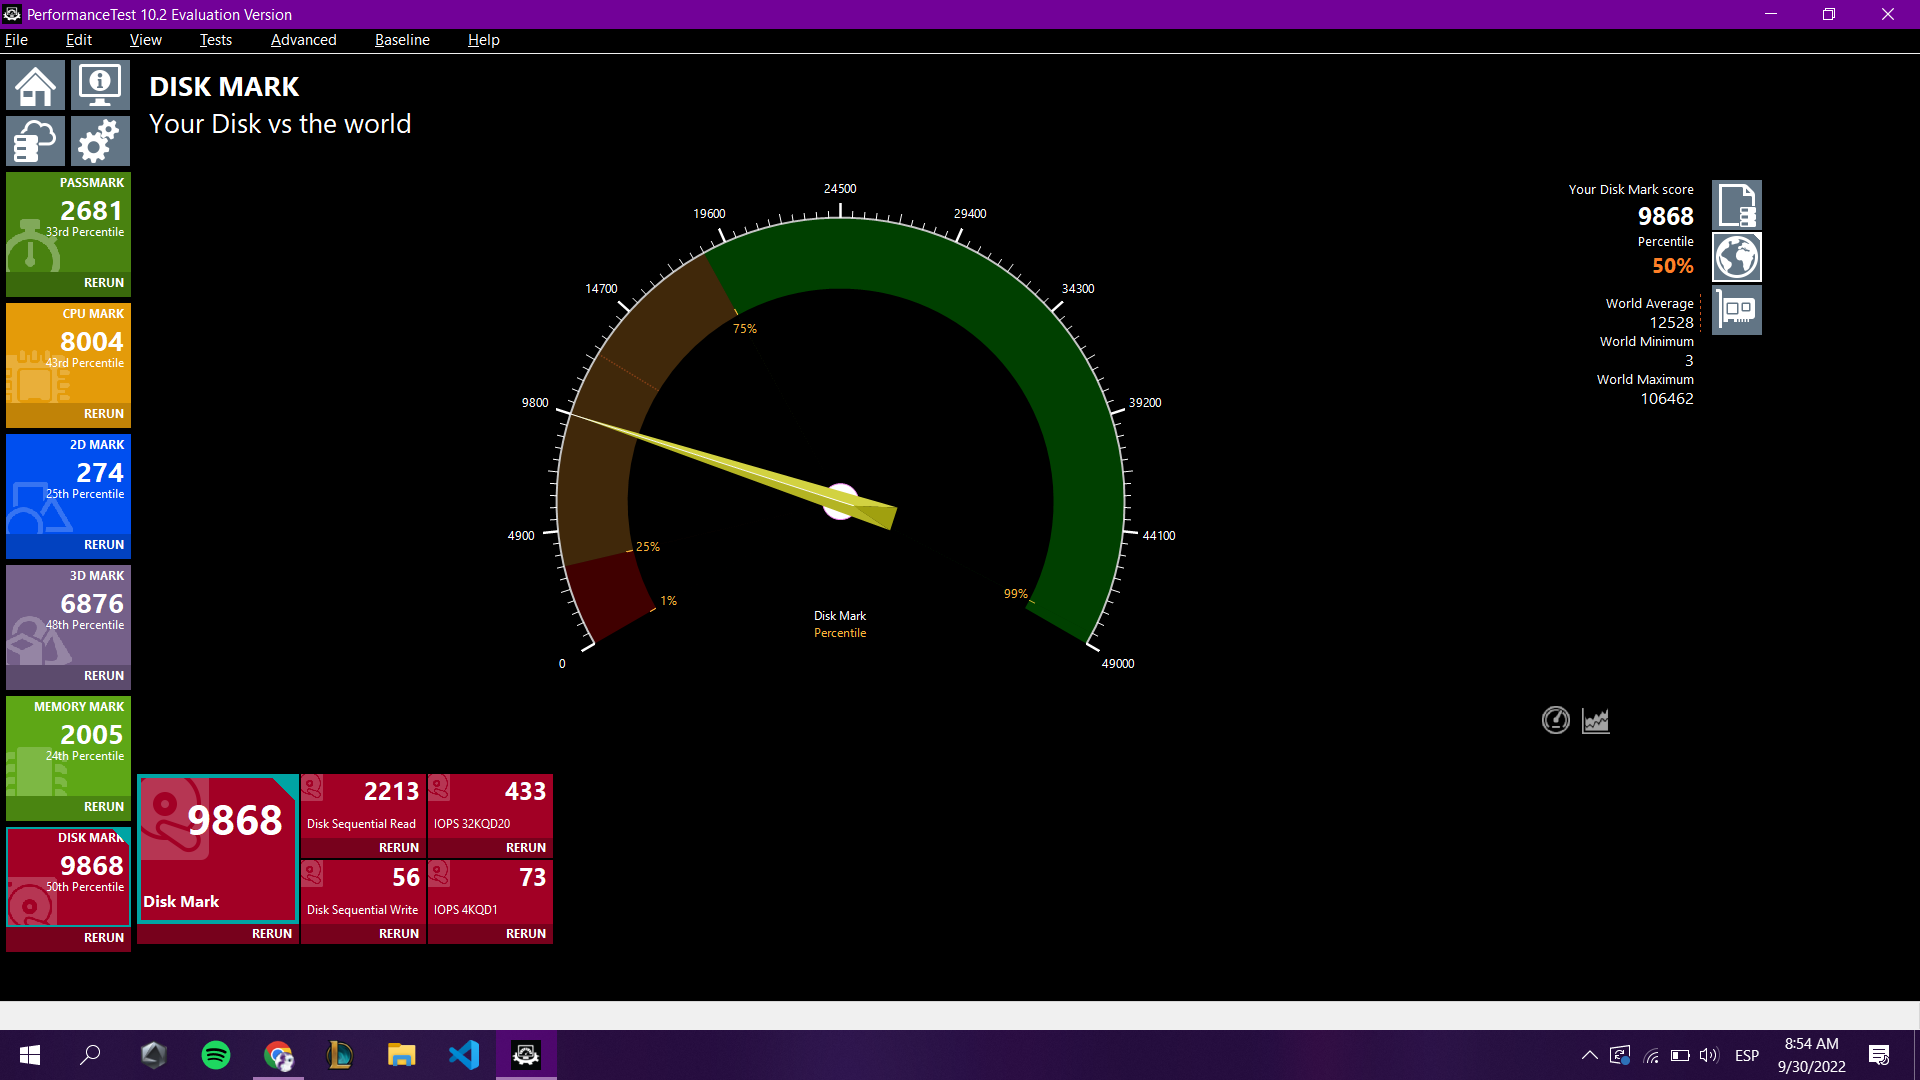 PerformanceTest 10.2 Evaluation Version
File Edit View Tests Advanced Baseline Help
DISK MARK
Your Disk vs the world
PASSMARK
2681
33rd Percentile
RERUN
CPU MARK
8004
43rd Percentile
RERUN
2D MARK
274
25th Percentile
RERUN
3D MARK
6876
48th Percentile
RERUN
MEMORY MARK
2005
24th Percentile
RERUN
DISK MARK
9868
50th Percentile
RERUN
0
4900
9800
14700
19600
24500
29400
34300
39200
44100
49000
1%
25%
75%
99%
Disk Mark
Percentile
Your Disk Mark score
9868
Percentile
50%
World Average
12528
World Minimum
3
World Maximum
106462
9868
Disk Mark
RERUN
2213
Disk Sequential Read
RERUN
433
IOPS 32KQD20
RERUN
56
Disk Sequential Write
RERUN
73
IOPS 4KQD1
RERUN
ESP
8:54 AM
9/30/2022